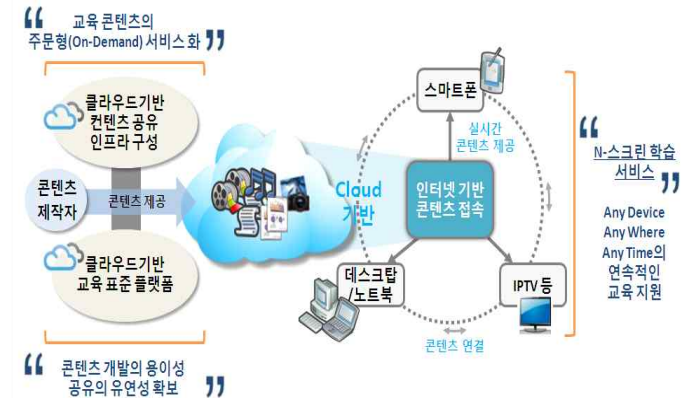 교육 콘텐츠의
주문형(On-Demand) 서비스화
클라우드기반
컨텐츠 공유
인프라 구성
콘텐츠
제작자
콘텐츠 제공
클라우드기반
교육 표준 플랫폼
콘텐츠 개발의 용이성
공유의 유연성 확보
Cloud
기반
스마트폰
실시간
콘텐츠 제공
인터넷 기반
콘텐츠 접속
데스크탑
/노트북
IPTV 등
콘텐츠 연결
N-스크린 학습
서비스
Any Device
Any Where
Any Time의
연속적인
교육 지원